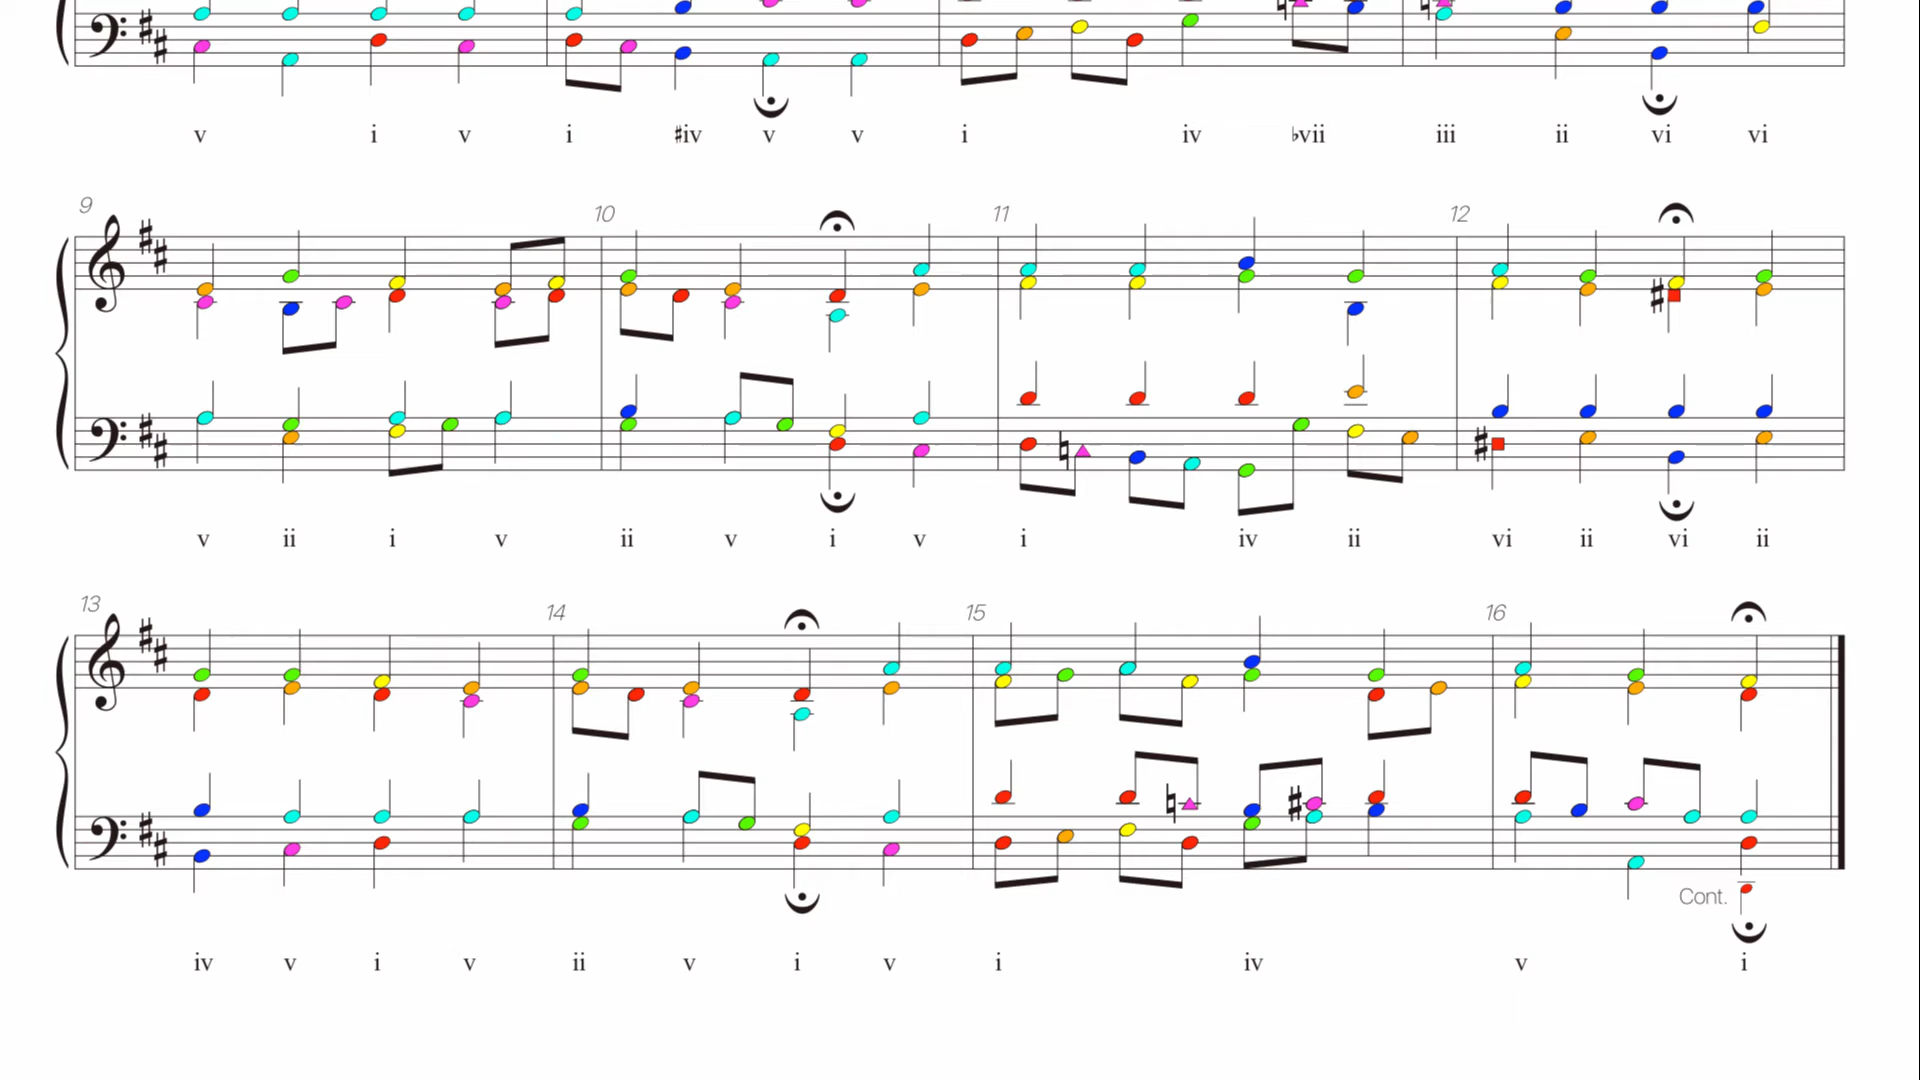 v i v i ♯iv v v i iv ♭vii iii ii vi vi
9 10 11 12
v ii i v ii v i v i iv ii vi ii vi ii
13 14 15 16
Cont.
iv v i v ii v i v i iv v i